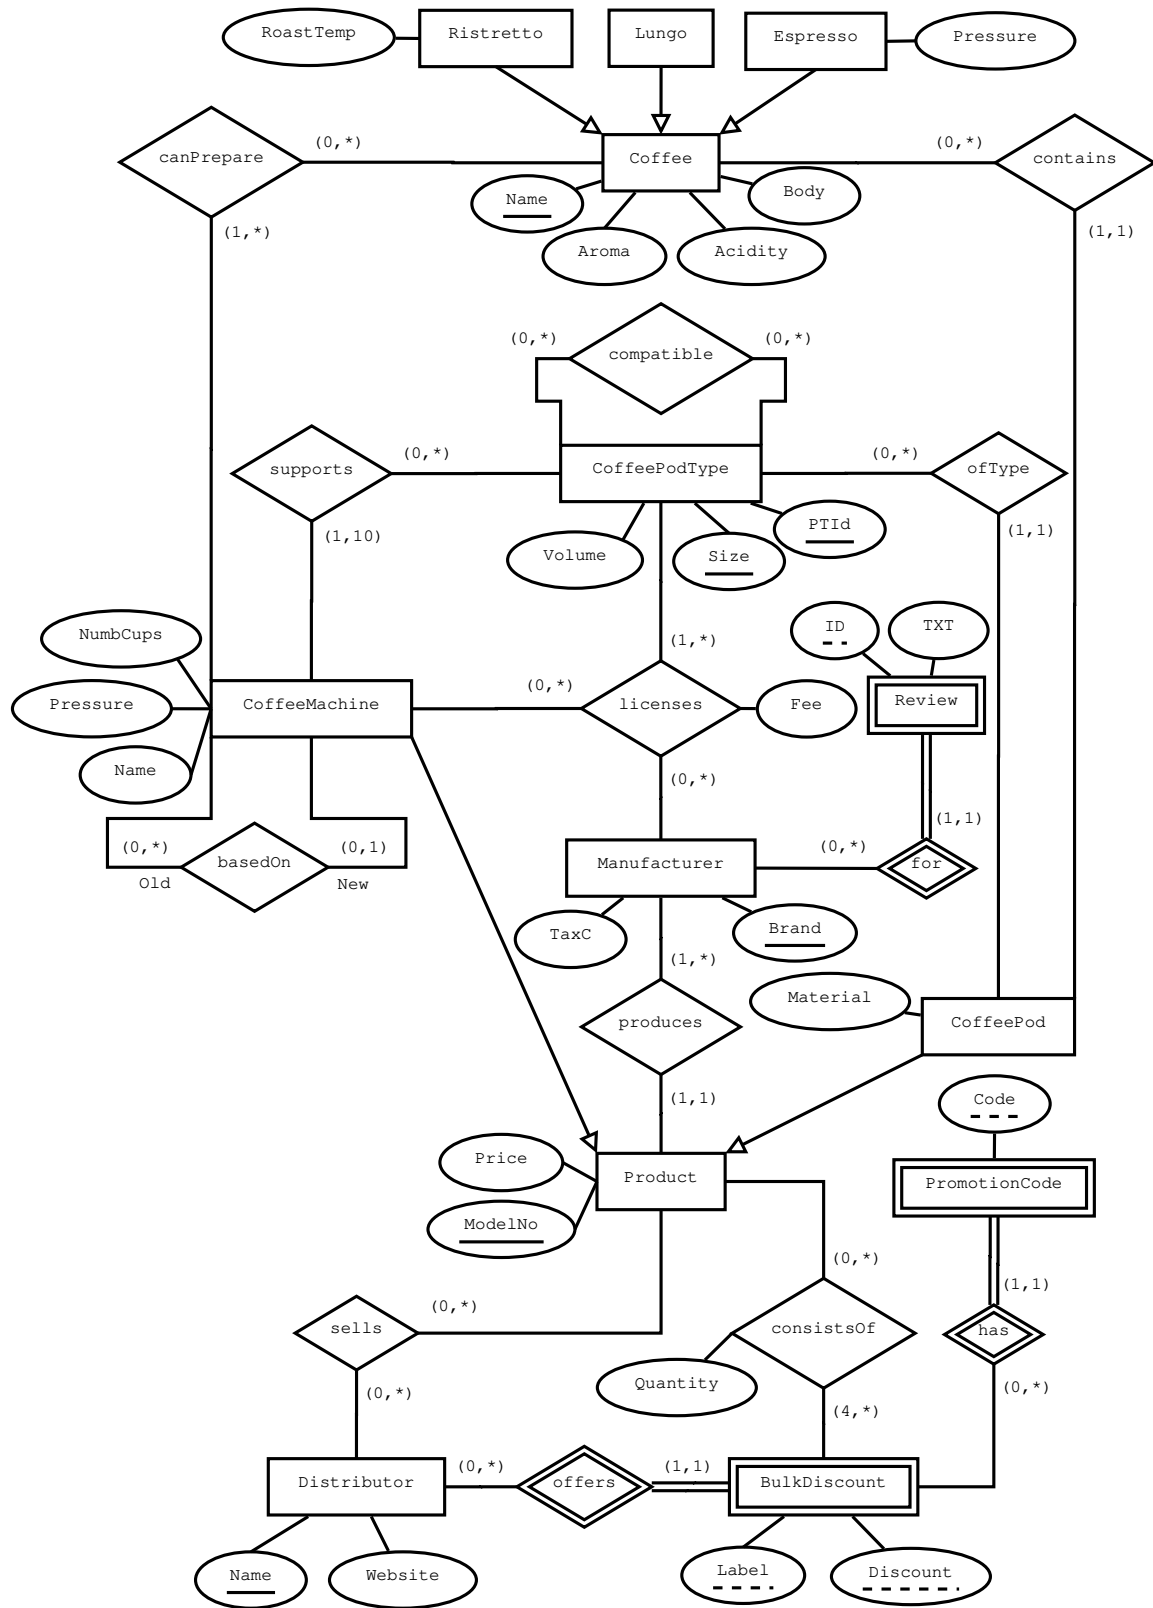 RoastTemp
Ristretto
Lungo
Espresso
Pressure
canPrepare
(0,*)
Coffee
(0,*)
contains
Name
Body
(1,*)
(1,1)
Aroma
Acidity
(0,*)
compatible
(0,*)
supports
(0,*)
CoffeePodType
(0,*)
ofType
(1,10)
Volume
Size
PTId
(1,1)
NumbCups
(1,*)
ID
TXT
Pressure
CoffeeMachine
(0,*)
licenses
Fee
Review
Name
(0,*)
(1,1)
(0,*)
basedOn
(0,1)
Old
New
Manufacturer
(0,*)
for
TaxC
Brand
(1,*)
Material
produces
CoffeePod
(1,1)
Code
Price
Product
PromotionCode
ModelNo
(0,*)
(1,1)
sells
(0,*)
consistsOf
has
(0,*)
Quantity
(4,*)
(0,*)
Distributor
(0,*)
offers
(1,1)
BulkDiscount
Name
Website
Label
Discount